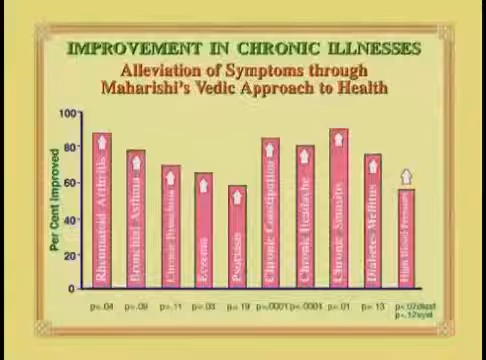 IMPROVEMENT IN CHRONIC ILLNESSES
Alleviation of Symptoms through
Maharishi's Vedic Approach to Health
Per Cent Improved
100
80
60
40
20
0
Rheumatoid Arthritis
Bronchial Asthma
Chronic Bronchitis
Eczema
Psoriasis
Chronic Constipation
Chronic Headache
Chronic Sinusitis
Diabetes Mellitus
High Blood Pressure
p=.04 p=.09 p=.11 p=.03 p=.19 p<.0001 p<.0001 p=.01 p=.13